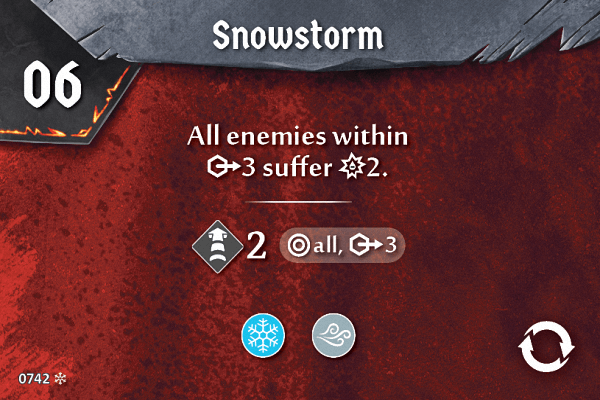 Snowstorm
06
All enemies within
3 suffer 2.
2 all, 3
0742